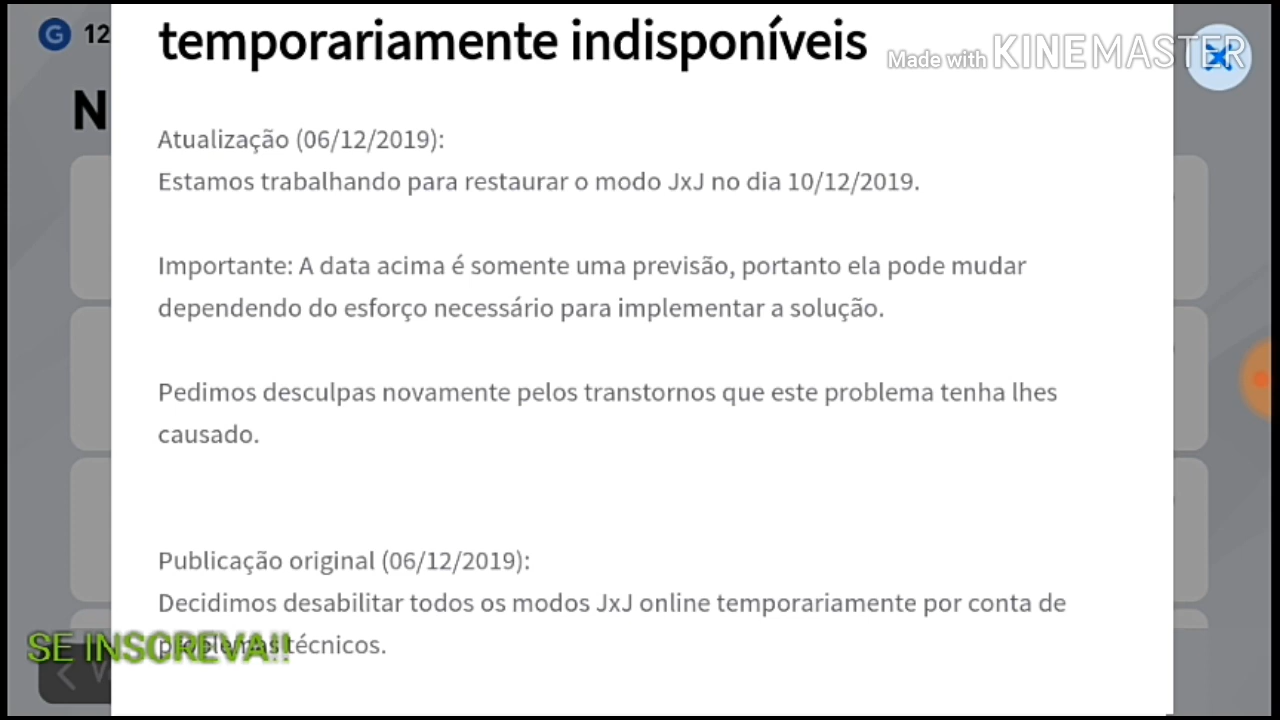 G 12
temporariamente indisponíveis
Made with KINEMASTER
N
Atualização (06/12/2019):
Estamos trabalhando para restaurar o modo JxJ no dia 10/12/2019.
Importante: A data acima é somente uma previsão, portanto ela pode mudar
dependendo do esforço necessário para implementar a solução.
Pedimos desculpas novamente pelos transtornos que este problema tenha lhes
causado.
Publicação original (06/12/2019):
Decidimos desabilitar todos os modos JxJ online temporariamente por conta de
problemas técnicos.
SE INSCREVA!!
< V